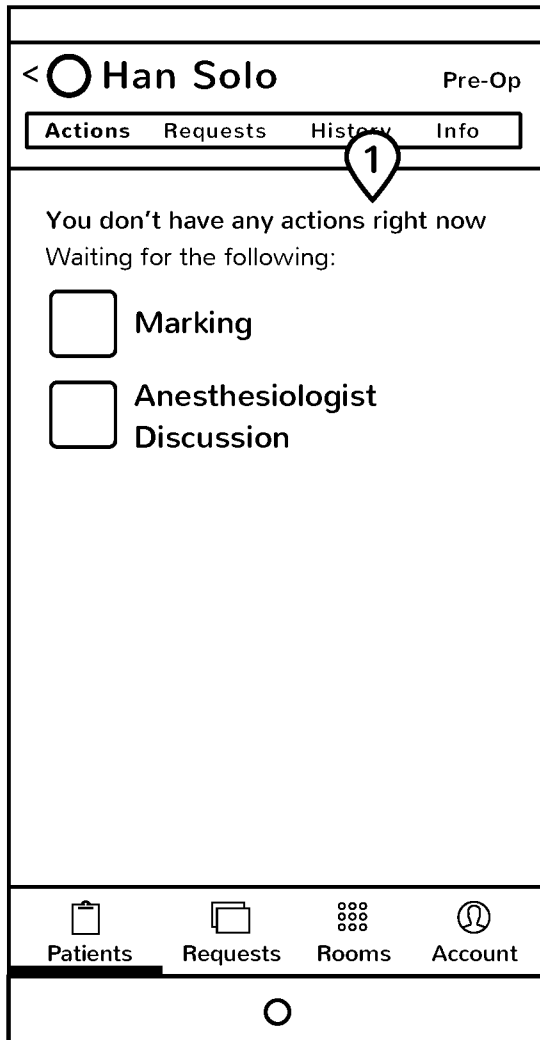 < Han Solo Pre-Op
Actions Requests History Info
1
You don't have any actions right now
Waiting for the following:
Marking
Anesthesiologist
Discussion
Patients Requests Rooms Account